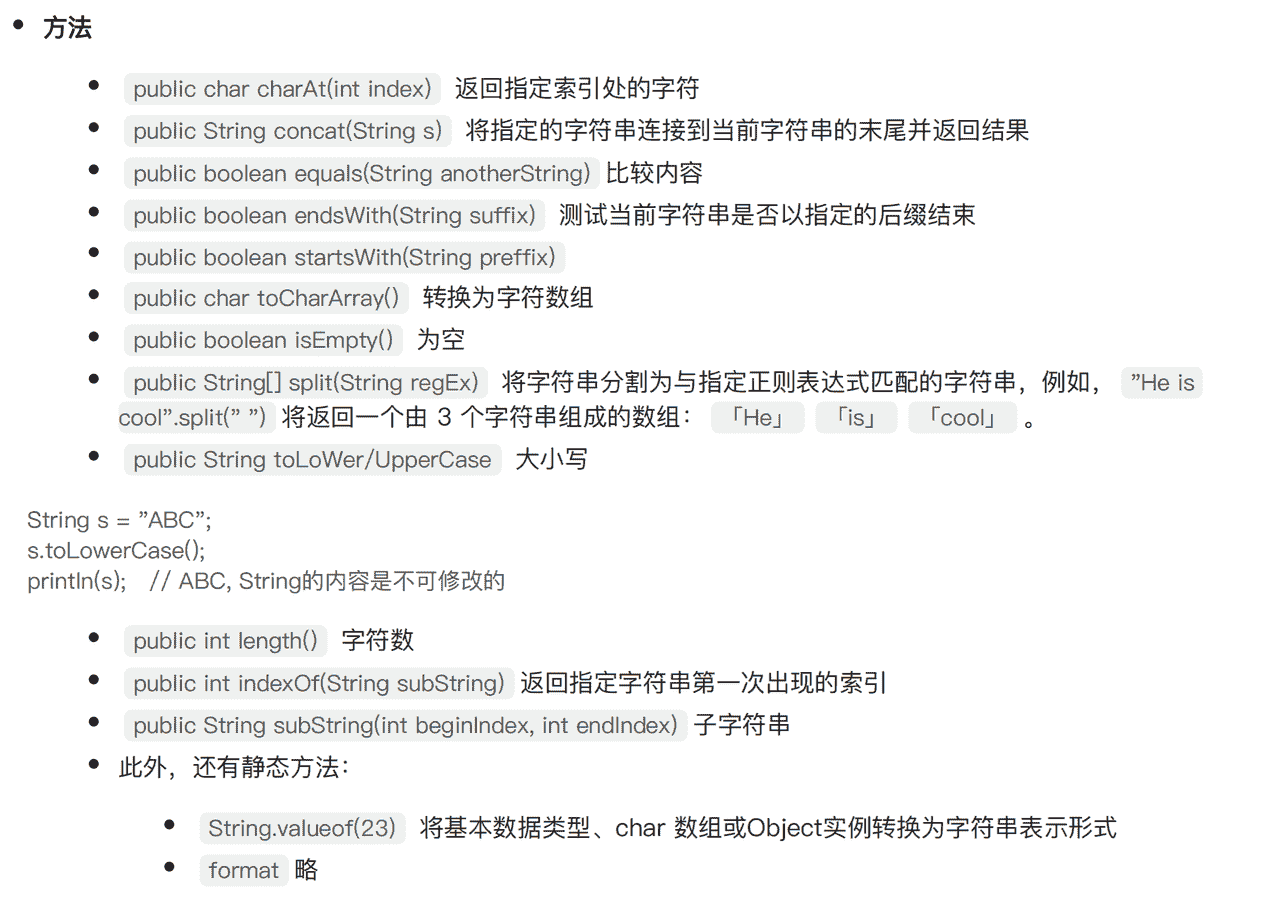 方法
public char charAt(int index) 返回指定索引处的字符
public String concat(String s) 将指定的字符串连接到当前字符串的末尾并返回结果
public boolean equals(String anotherString) 比较内容
public boolean endsWith(String suffix) 测试当前字符串是否以指定的后缀结束
public boolean startsWith(String preffix)
public char toCharArray() 转换为字符数组
public boolean isEmpty() 为空
public String[] split(String regEx) 将字符串分割为与指定正则表达式匹配的字符串，例如， ”He is
cool”.split(” ”) 将返回一个由 3 个字符串组成的数组： 「He」 「is」 「cool」 。
public String toLoWer/UpperCase 大小写
String s = ”ABC”;
s.toLowerCase();
println(s); // ABC, String的内容是不可修改的
public int length() 字符数
public int indexOf(String subString) 返回指定字符串第一次出现的索引
public String subString(int beginIndex, int endIndex) 子字符串
此外，还有静态方法：
String.valueof(23) 将基本数据类型、char 数组或Object实例转换为字符串表示形式
format 略